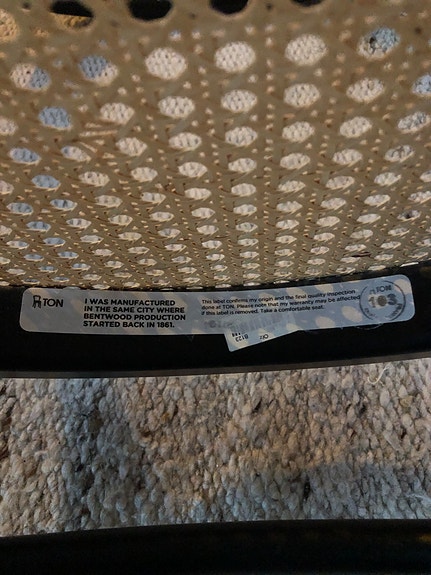 TON
I WAS MANUFACTURED
IN THE SAME CITY WHERE
BENTWOOD PRODUCTION
STARTED BACK IN 1861.
This label confirms my origin and the final quality inspection
done at TON. Please note that my warranty may be affected
if this label is removed. Take a comfortable seat.
TON
103